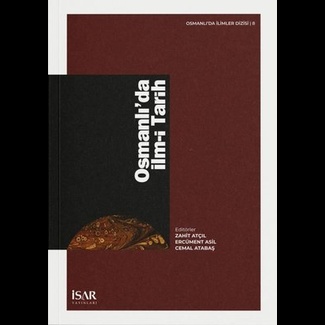 OSMANLI'DA İLİMLER DİZİSİ | 8
Osmanlı'da
ilm-i Tarih
Editörler
ZAHİT ATÇIL
ERCÜMENT ASİL
CEMAL ATABAŞ
İSAR
YAYINLARI